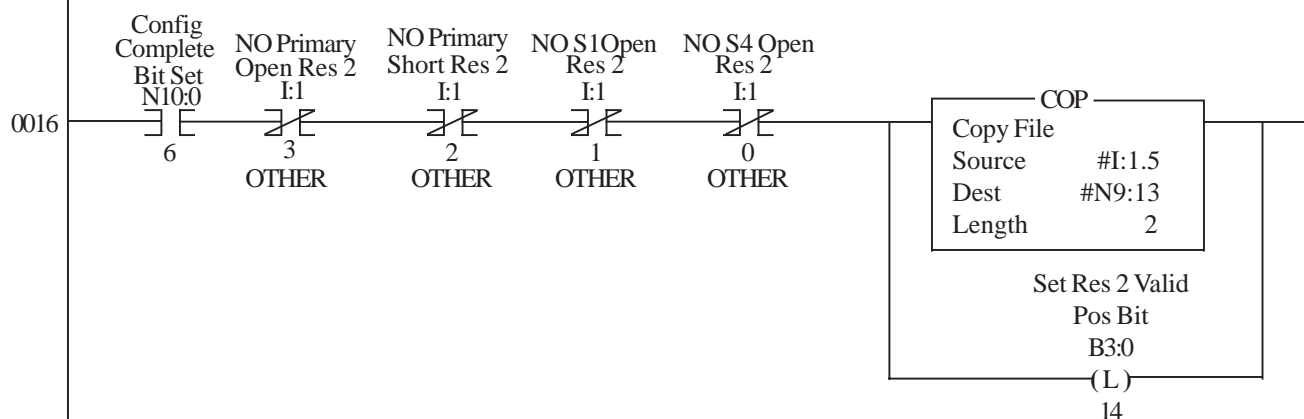 Config
Complete
Bit Set
N10:0
6
NO Primary
Open Res 2
I:1
3
OTHER
NO Primary
Short Res 2
I:1
2
OTHER
NO S1Open
Res 2
I:1
1
OTHER
NO S4 Open
Res 2
I:1
0
OTHER
0016
COP
Copy File
Source #I:1.5
Dest #N9:13
Length 2
Set Res 2 Valid
Pos Bit
B3:0
( L )
14